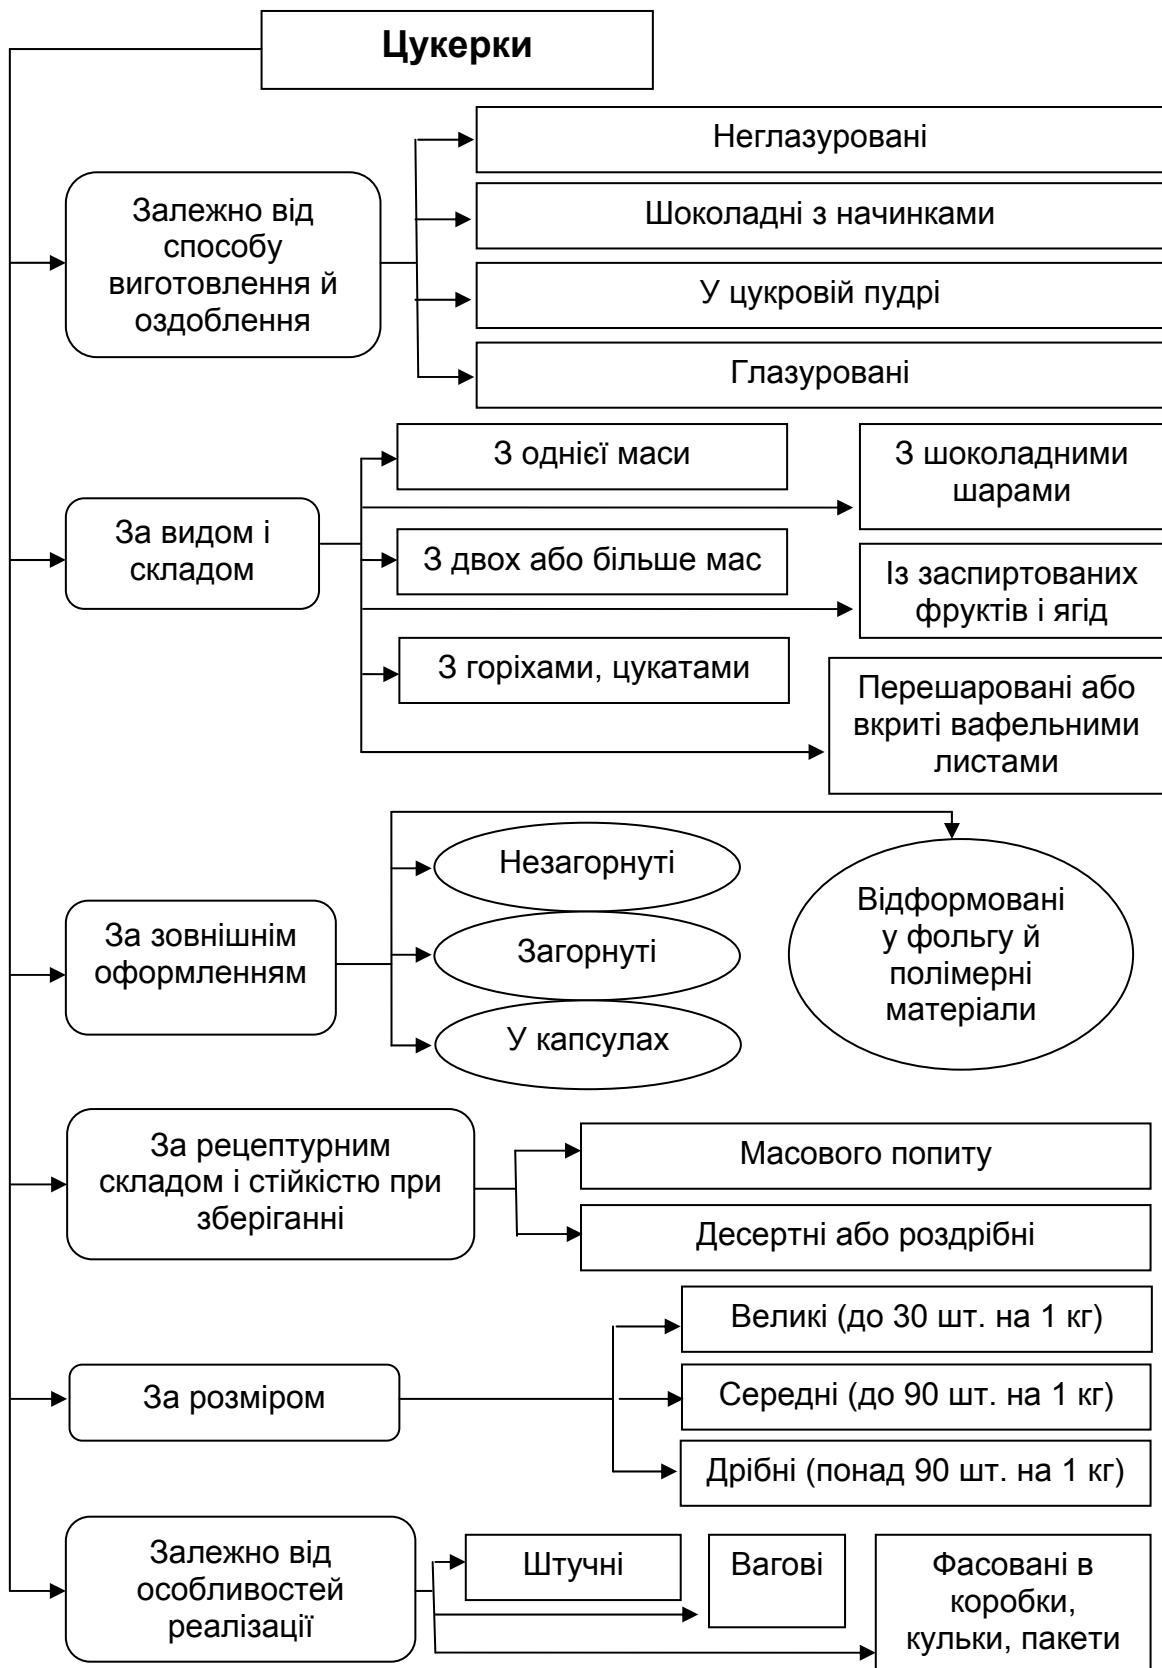 Цукерки
Залежно від
способу
виготовлення й
оздоблення
Неглазуровані
Шоколадні з начинками
У цукровій пудрі
Глазуровані
За видом і
складом
З однієї маси
З шоколадними
шарами
З двох або більше мас
Із заспиртованих
фруктів і ягід
З горіхами, цукатами
Перешаровані або
вкриті вафельними
листами
За зовнішнім
оформленням
Незагорнуті
Загорнуті
У капсулах
Відформовані
у фольгу й
полімерні
матеріали
За рецептурним
складом і стійкістю при
зберіганні
Масового попиту
Десертні або роздрібні
За розміром
Великі (до 30 шт. на 1 кг)
Середні (до 90 шт. на 1 кг)
Дрібні (понад 90 шт. на 1 кг)
Залежно від
особливостей
реалізації
Штучні
Вагові
Фасовані в
коробки,
кульки, пакети